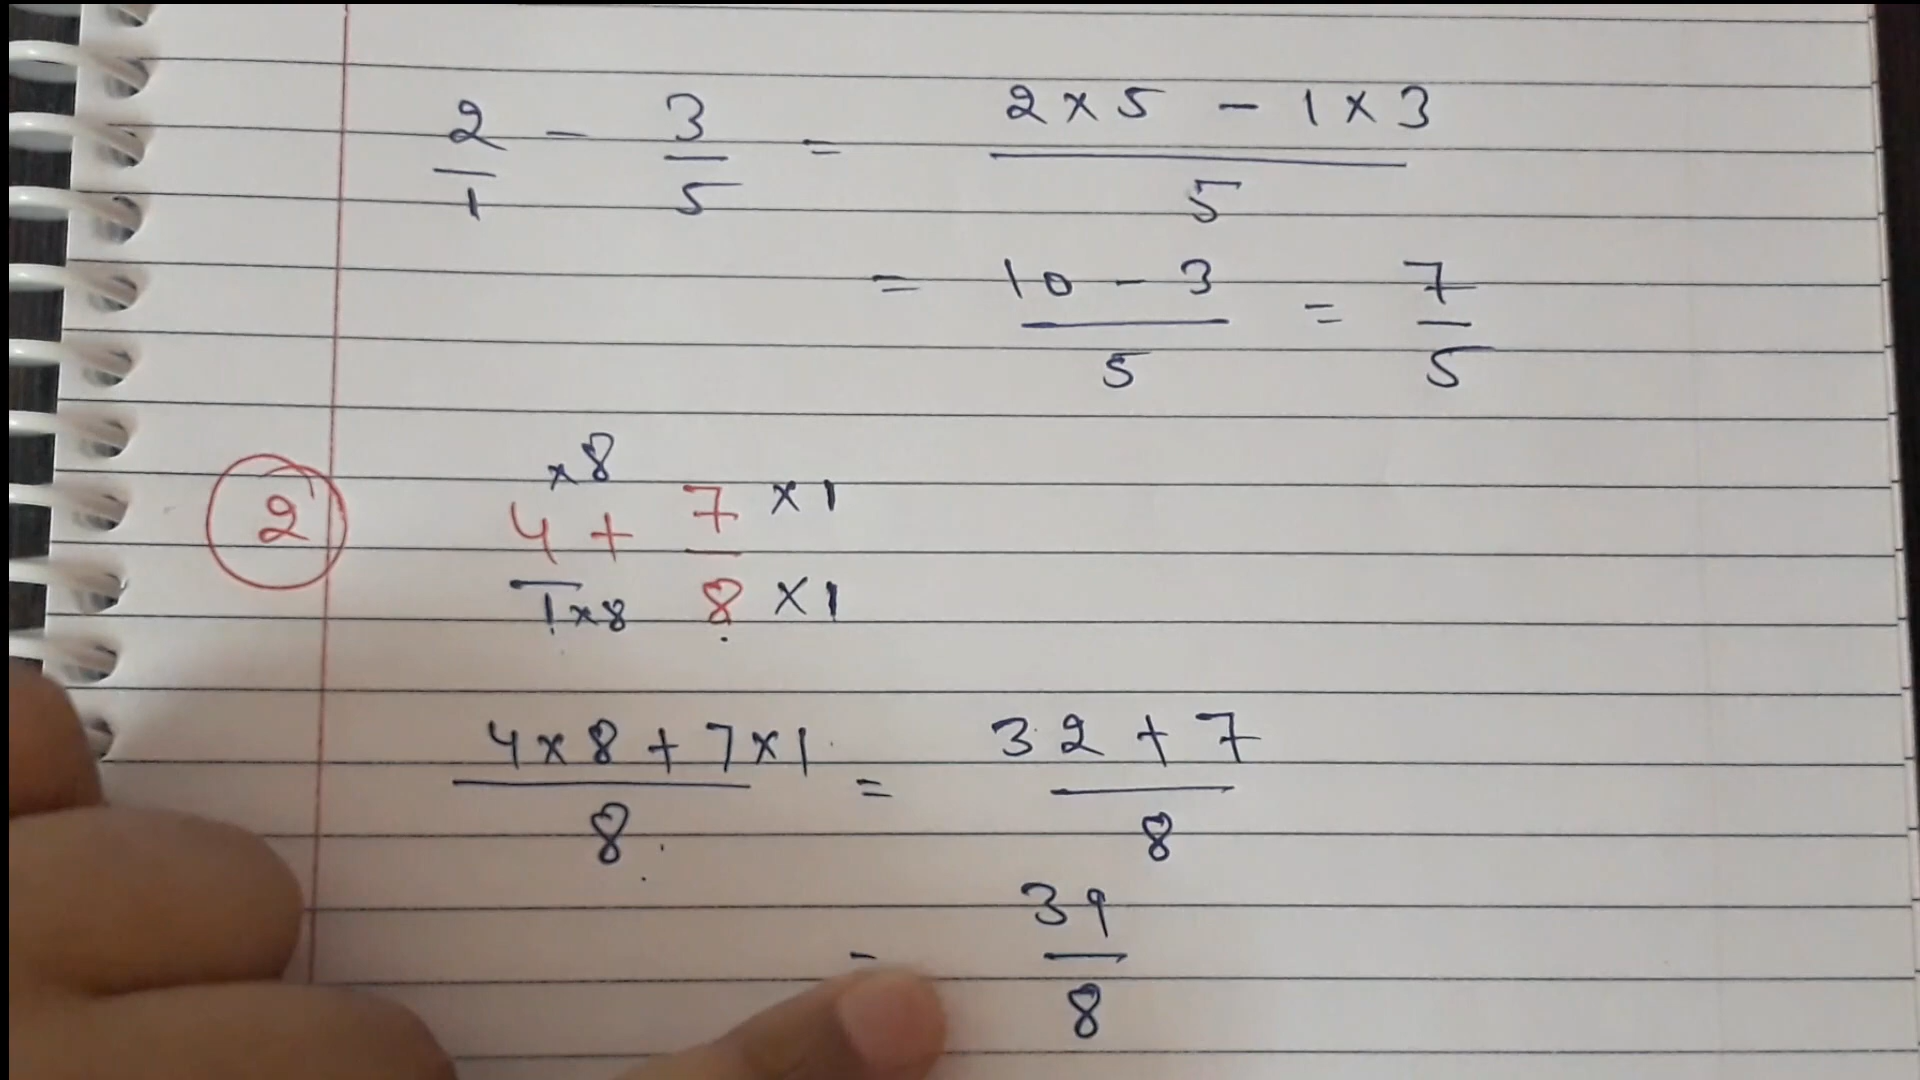 2/1 - 3/5 = (2 × 5 - 1 × 3)/5
= (10 - 3)/5 = 7/5
2
×8 ×1
4/1 + 7/8
×8 ×1
(4 × 8 + 7 × 1)/8 = (32 + 7)/8
- 39/8